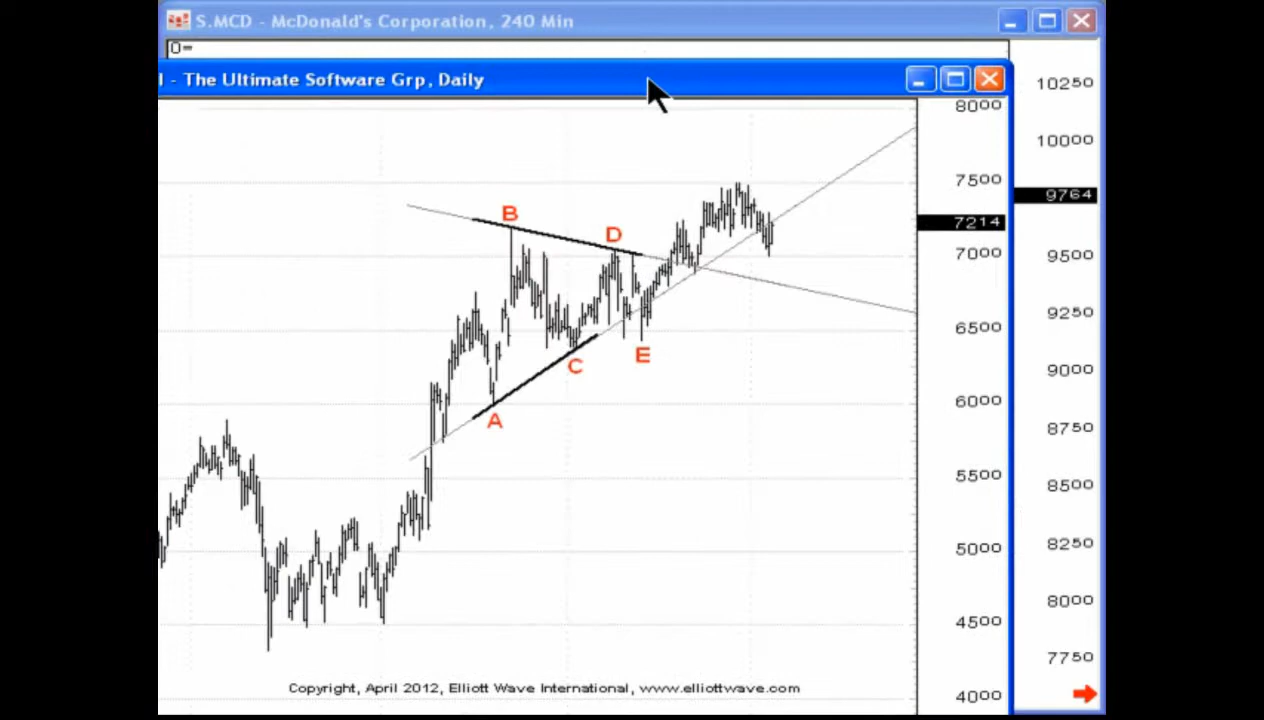 S.MCD - McDonald's Corporation, 240 Min
O=
- The Ultimate Software Grp, Daily
8000
7500
7214
7000
6500
6000
5500
5000
4500
4000
10250
10000
9764
9500
9250
9000
8750
8500
8250
8000
7750
B
D
C
E
A
Copyright, April 2012, Elliott Wave International, www.elliottwave.com